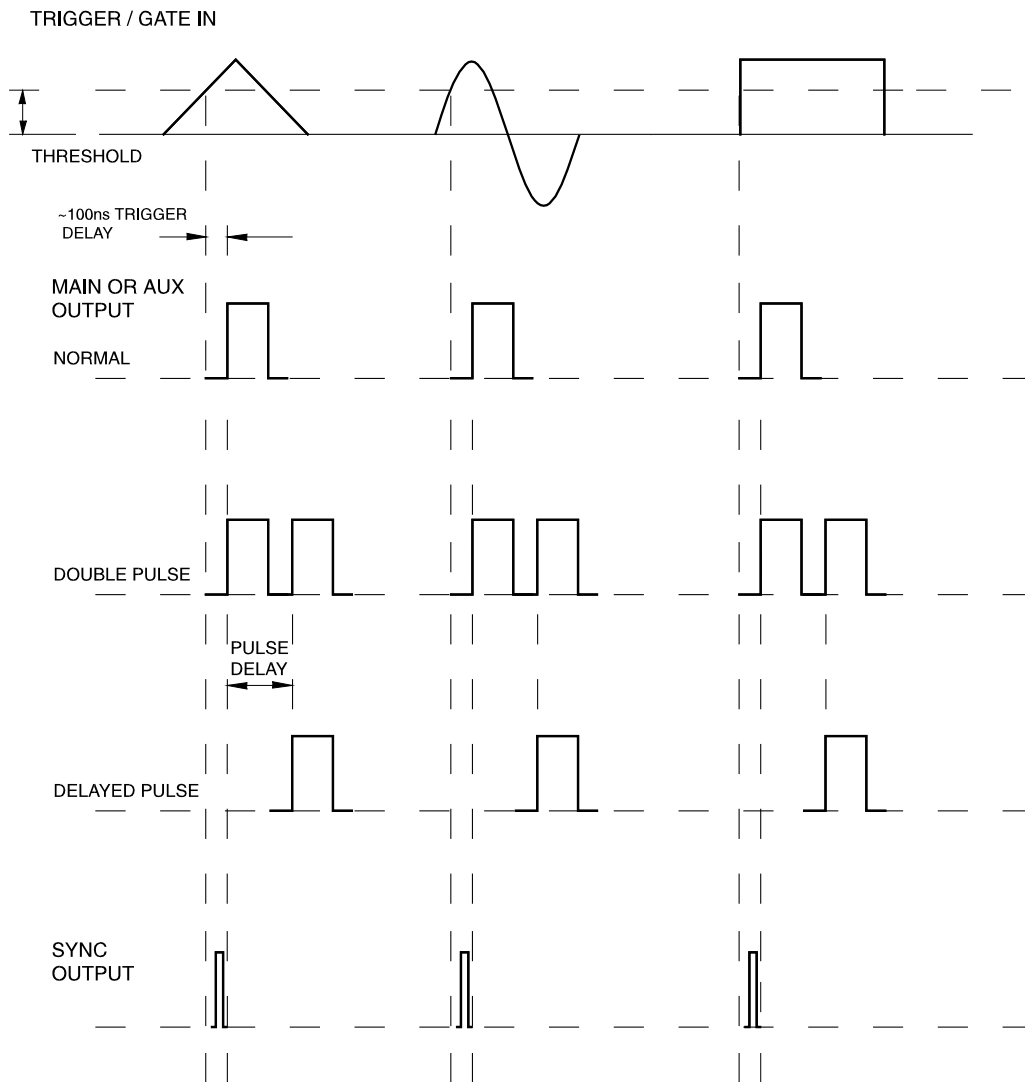 TRIGGER / GATE IN
THRESHOLD
~100ns TRIGGER
DELAY
MAIN OR AUX
OUTPUT
NORMAL
DOUBLE PULSE
PULSE
DELAY
DELAYED PULSE
SYNC
OUTPUT